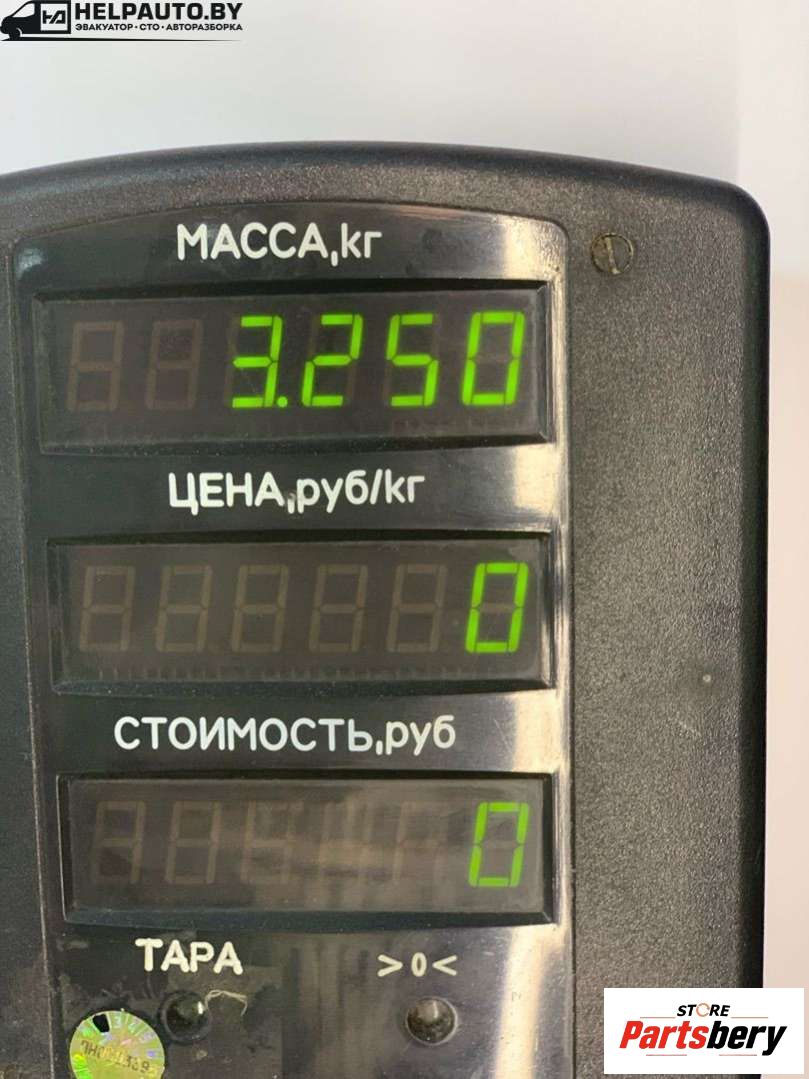 HELPAUTO.BY
ЭВАКУАТОР·СТО·АВТОРАЗБОРКА
МАССА,кг
3.250
ЦЕНА,руб/кг
0
СТОИМОСТЬ,руб
0
ТАРА >0<
STORE
Partsbery